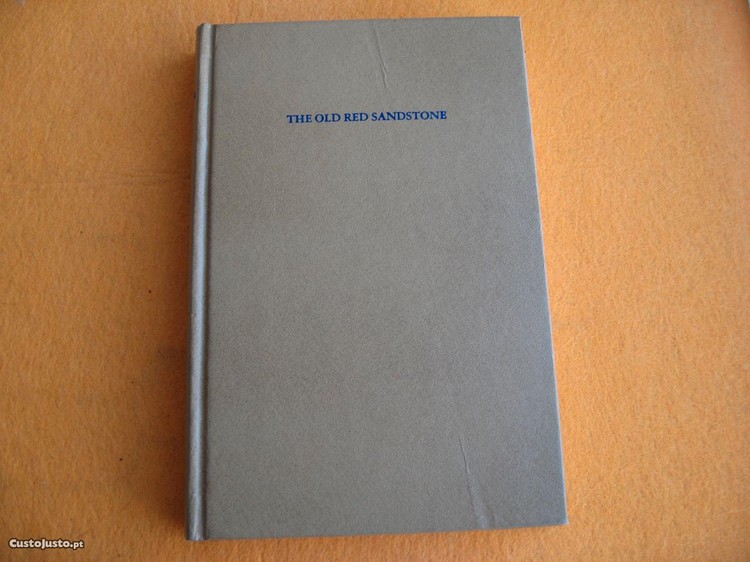 THE OLD RED SANDSTONE
CustoJusto.pt